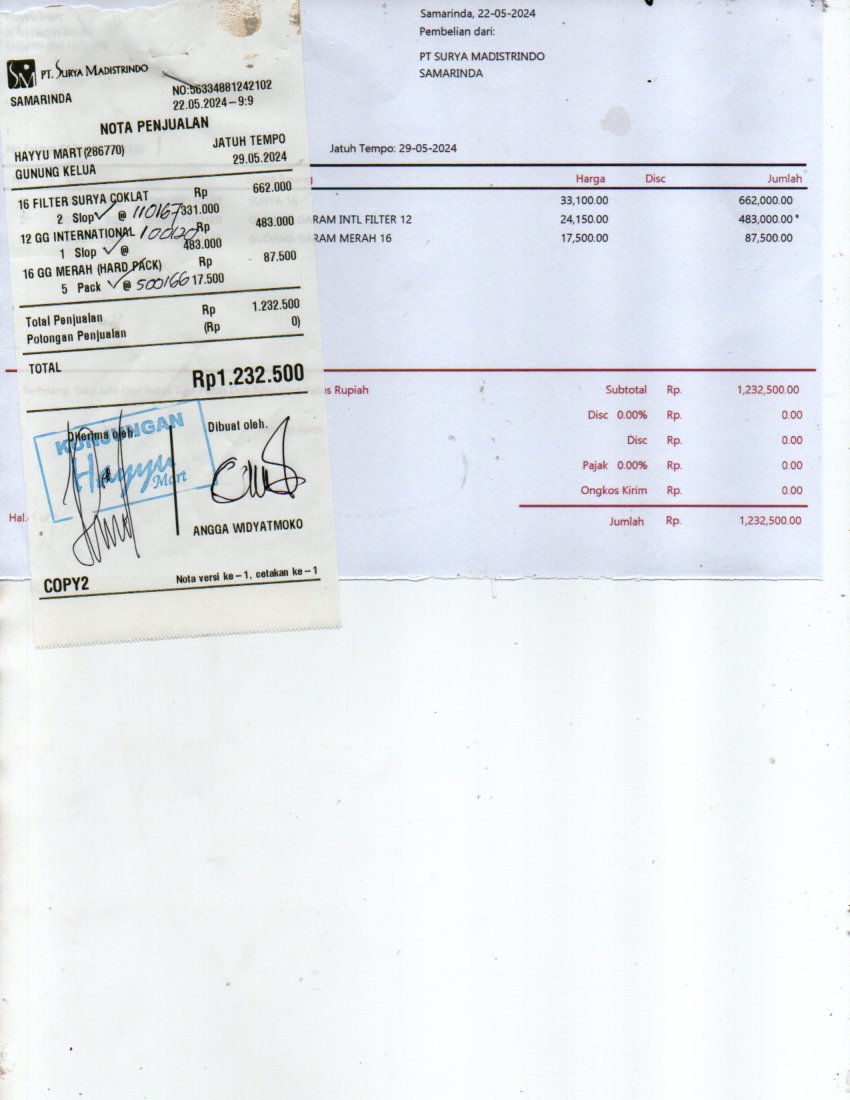 PT. SURYA MADISTRINDO
SAMARINDA
NO:56334881242102
22.05.2024-9:9
NOTA PENJUALAN
HAYYU MART(286770)
JATUH TEMPO
GUNUNG KELUA
29.05.2024
16 FILTER SURYA COKLAT Rp 662.000
2 Slop @ 110167 331.000
12 GG INTERNATIONAL 100120 Rp 483.000
1 Slop @ 483.000
16 GG MERAH (HARD PACK) Rp 87.500
5 Pack @ 500166 17.500
Total Penjualan Rp 1.232.500
Potongan Penjualan (Rp 0)
TOTAL
Rp1.232.500
Diterima oleh.
Dibuat oleh.
KUNJUNGAN
Hayyu
Mart
ANGGA WIDYATMOKO
COPY2
Nota versi ke-1, cetakan ke-1
Samarinda, 22-05-2024
Pembelian dari:
PT SURYA MADISTRINDO
SAMARINDA
Jatuh Tempo: 29-05-2024
Harga Disc Jumlah
SURYA 16 33,100.00 662,000.00
GARAM INTL FILTER 12 24,150.00 483,000.00 *
GUDANG GARAM MERAH 16 17,500.00 87,500.00
Rupiah
Subtotal Rp. 1,232,500.00
Disc 0.00% Rp. 0.00
Disc Rp. 0.00
Pajak 0.00% Rp. 0.00
Ongkos Kirim Rp. 0.00
Hal.
Jumlah Rp. 1,232,500.00